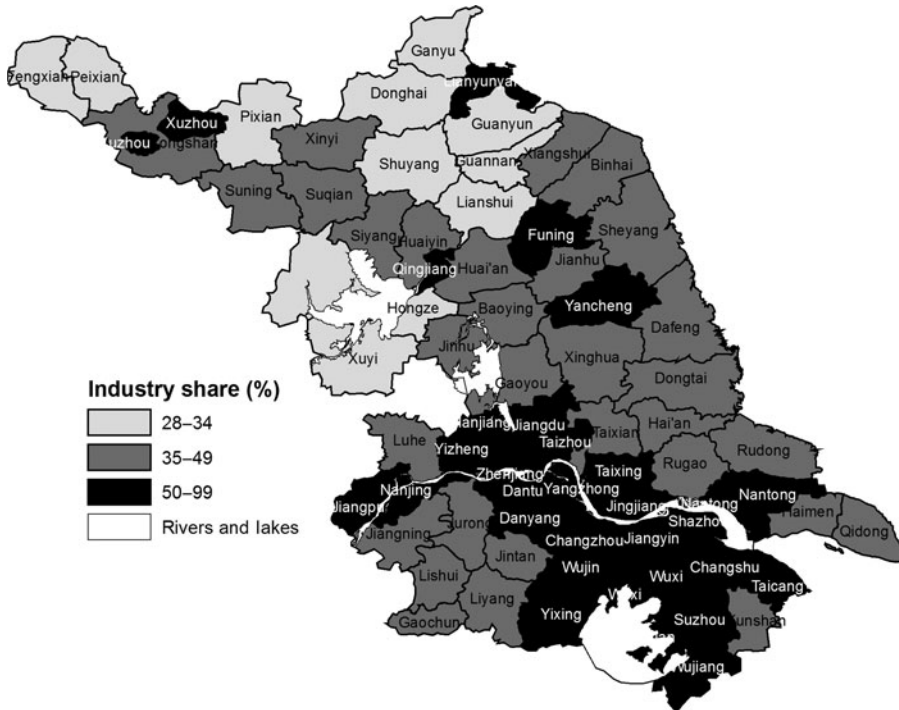 Ganyu
Peixian
Donghai
Pixian
Guanyun
Xuzhou
Xinyi
Xiangshui
Binhai
Shuyang
Guannan
Suning
Suqian
Lianshui
Siyang
Huaiyin
Funing
Sheyang
Jianhu
Qingjiang
Huai'an
Hongze
Baoying
Yancheng
Dafeng
Jinhu
Xuyi
Xinghua
Gaoyou
Dongtai
Industry share (%)
28–34
35–49
50–99
Rivers and lakes
Jiangdu
Luhe
Yizheng
Taizhou
Taixian
Hai'an
Rudong
Rugao
Zhenjiang
Taixing
Nanjing
Dantu
Yangzhong
Jiangpu
Jingjiang
Nantong
Nantong
Danyang
Shazhou
Haimen
Qidong
Jiangning
Changzhou
Jiangyin
Jintan
Wujin
Wuxi
Changshu
Lishui
Taicang
Liyang
Yixing
Suzhou
Gaochun
Wujiang